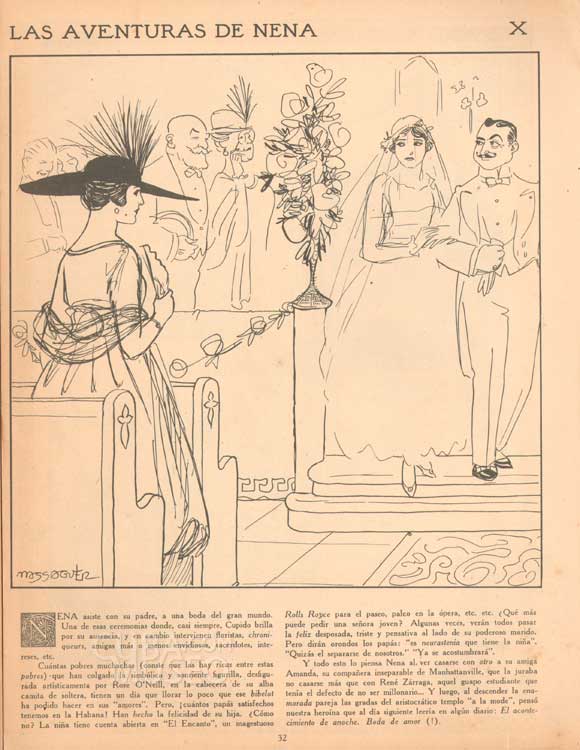 LAS AVENTURAS DE NENA
X
MASSAGUER
NENA asiste con su padre, a una boda del gran mundo.
Una de esas ceremonias donde, casi siempre, Cupido brilla
por su ausencia, y en cambio intervienen floristas, chroni-
queurs, amigas más o menos envidiosas, sacerdotes, inte-
reses, etc.
Cuántas pobres muchachas (conste que las hay ricas entre estas
pobres) que han colgado la simbólica y sonriente figurilla, desfigu-
rada artísticamente por Rose O'Neill, en la cabecera de su alba
camita de soltera, tienen un día que llorar lo poco que ese bibelot
ha podido hacer en sus "amores". Pero, ¡cuántos papás satisfechos
tenemos en la Habana! Han hecho la felicidad de su hija. ¿Cómo
no? La niña tiene cuenta abierta en "El Encanto", un magestuoso
Rolls Royce para el paseo, palco en la ópera, etc. etc. ¿Qué más
puede pedir una señora joven? Algunas veces, verán todos pasar
la feliz desposada, triste y pensativa al lado de su poderoso marido.
Pero dirán orondos los papás: "es neurastenia que tiene la niña".
"Quizás el separarse de nosotros." "Ya se acostumbrará".
Y todo esto lo piensa Nena al ver casarse con otro a su amiga
Amanda, su compañera inseparable de Manhattanville, que la juraba
no casarse más que con René Zárraga, aquel guapo estudiante que
tenía el defecto de no ser millonario... Y luego, al descender la ena-
morada pareja las gradas del aristocrático templo "a la mode", pensó
nuestra heroina que al día siguiente leería en algún diario: El aconte-
cimiento de anoche. Boda de amor (!).
32